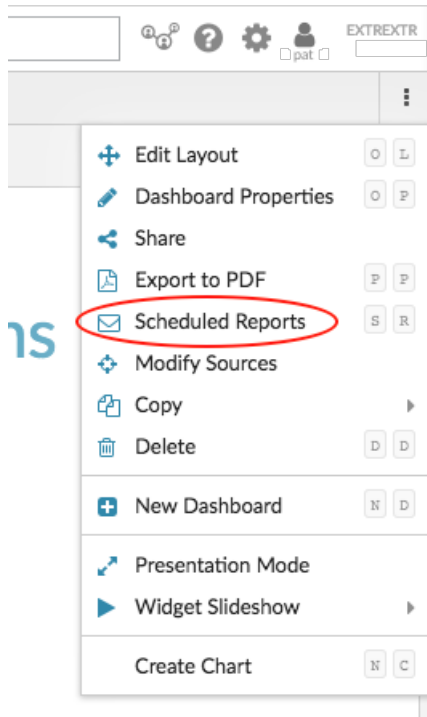 EXTREXTR
pat
Edit Layout O L
Dashboard Properties O P
Share
Export to PDF P P
ns
Scheduled Reports S R
Modify Sources
Copy
Delete D D
New Dashboard N D
Presentation Mode
Widget Slideshow
Create Chart N C